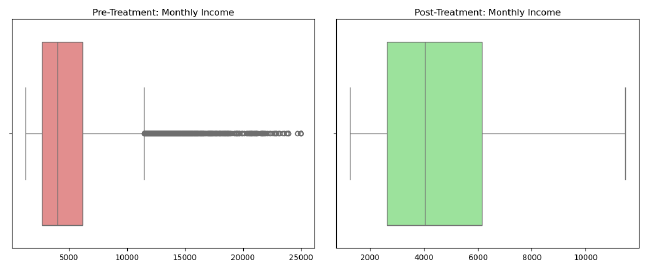 Pre-Treatment: Monthly Income
5000 10000 15000 20000 25000
Post-Treatment: Monthly Income
2000 4000 6000 8000 10000